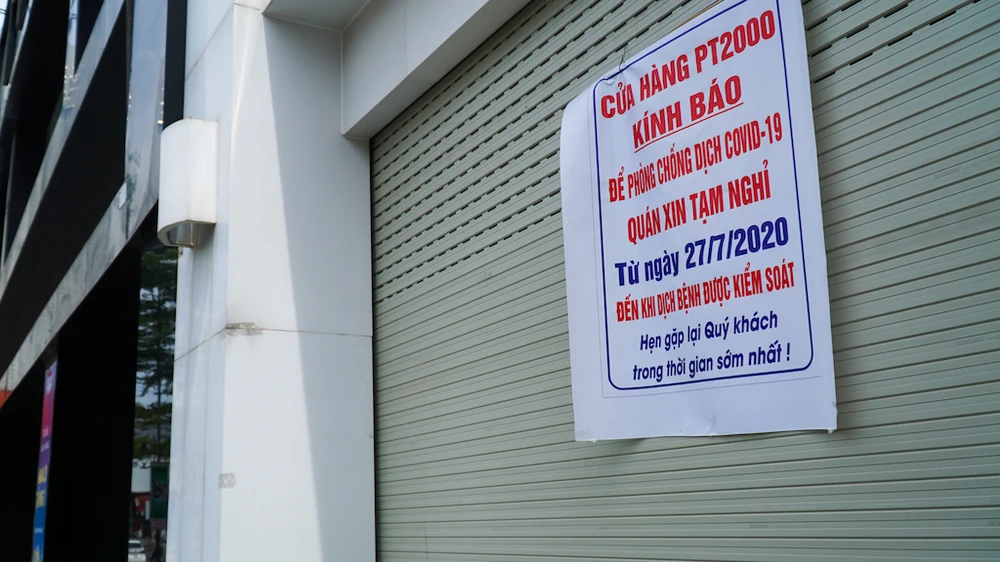 CỬA HÀNG PT2000
KÍNH BÁO
ĐỂ PHÒNG CHỐNG DỊCH COVID-19
QUÁN XIN TẠM NGHỈ
Từ ngày 27/7/2020
ĐẾN KHI DỊCH BỆNH ĐƯỢC KIỂM SOÁT
Hẹn gặp lại Quý khách
trong thời gian sớm nhất !